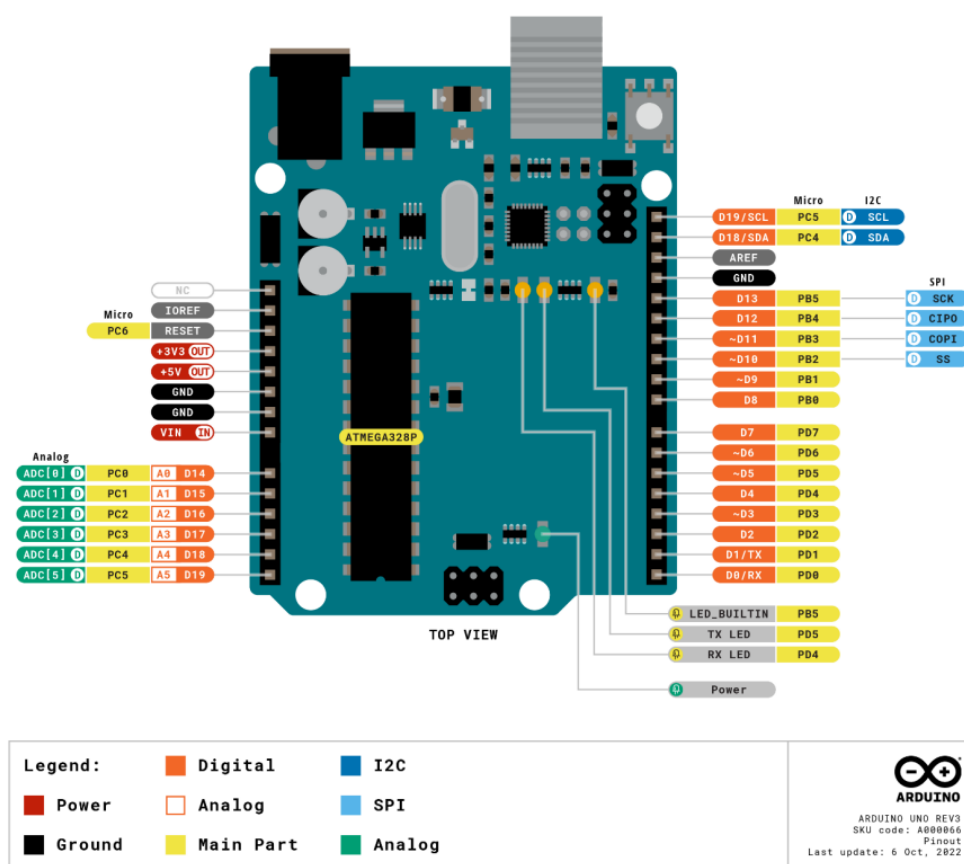 Micro I2C
D19/SCL PC5 D SCL
D18/SDA PC4 D SDA
AREF
GND
SPI
D13 PB5 D SCK
D12 PB4 D CIPO
~D11 PB3 D COPI
~D10 PB2 D SS
~D9 PB1
D8 PB0
D7 PD7
~D6 PD6
~D5 PD5
D4 PD4
~D3 PD3
D2 PD2
D1/TX PD1
D0/RX PD0
NC
IOREF
Micro
PC6 RESET
+3V3 OUT
+5V OUT
GND
GND
VIN IN
Analog
ADC[0] D PC0 A0 D14
ADC[1] D PC1 A1 D15
ADC[2] D PC2 A2 D16
ADC[3] D PC3 A3 D17
ADC[4] D PC4 A4 D18
ADC[5] D PC5 A5 D19
ATMEGA328P
TOP VIEW
LED_BUILTIN PB5
TX LED PD5
RX LED PD4
Power
Legend:
Power
Ground
Digital
Analog
Main Part
I2C
SPI
Analog
ARDUINO
ARDUINO UNO REV3
SKU code: A000066
Pinout
Last update: 6 Oct, 2022